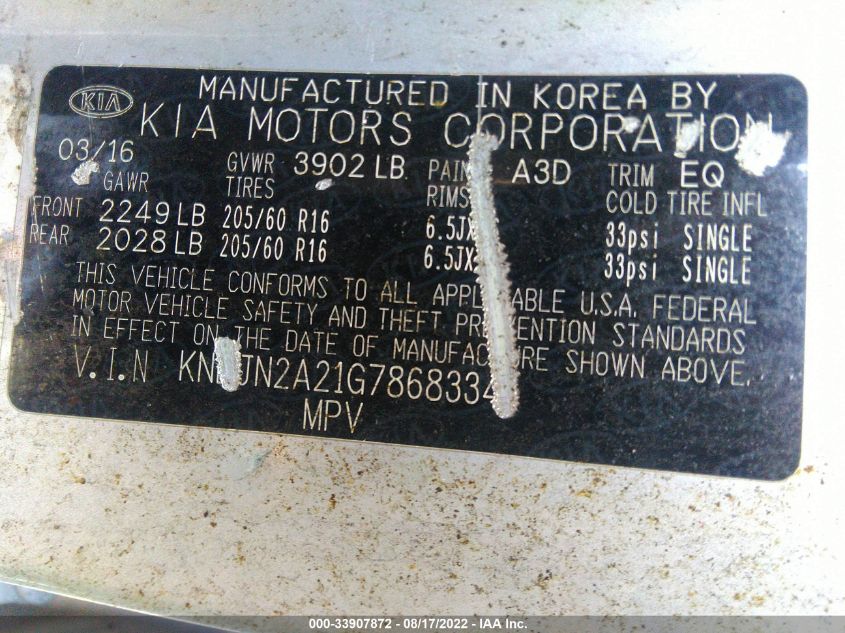 MANUFACTURED IN KOREA BY
KIA KIA MOTORS CORPORATION
03/16 GVWR 3902 LB. A3D TRIM EQ
GAWR TIRES RIMS COLD TIRE INFL
FRONT 2249 LB 205/60 R16 33psi SINGLE
REAR 2028 LB 205/60 R16 33psi SINGLE
THIS VEHICLE CONFORMS TO ALL U.S.A. FEDERAL
MOTOR VEHICLE SAFETY AND THEFT STANDARDS
IN EFFECT ON THE DATE OF MANUFACTURE SHOWN ABOVE.
V.I.N
MPV
000-33907872 - 08/17/2022 - IAA Inc.